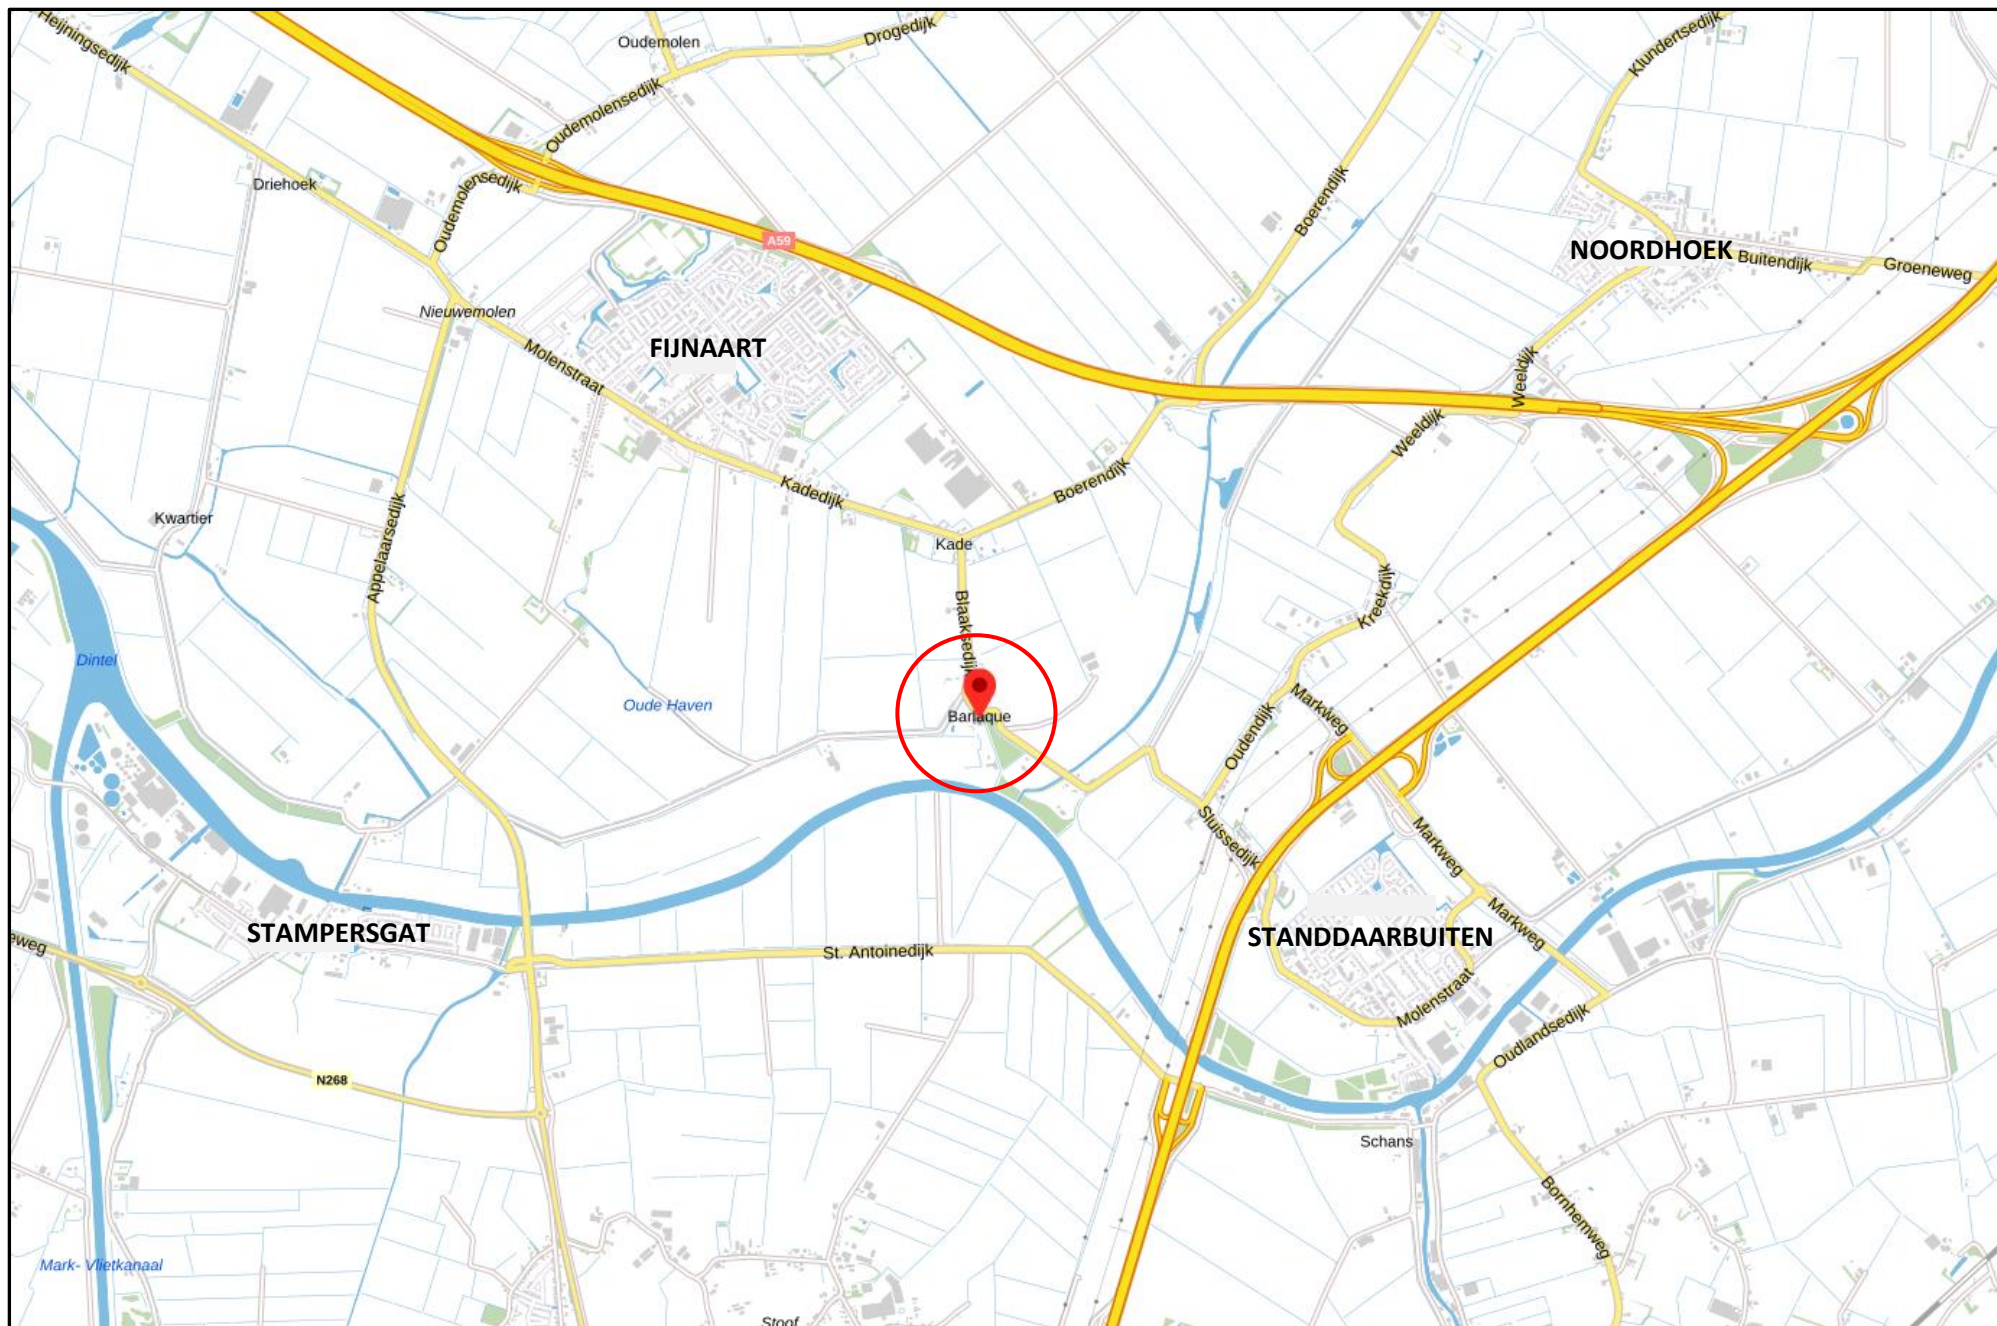 Heijningsedijk
Oudemolen
Drogedijk
Klundertsedijk
Oudemolensedijk
Driehoek
Oudemolensedijk
Boerendijk
A59
NOORDHOEK
Buitendijk
Groeneweg
Nieuwemolen
FIJNAART
Molenstraat
Weeldijk
Weeldijk
Kadedijk
Boerendijk
Kwartier
Appelaarsedijk
Kade
Blaaksedijk
Kreekdijk
Dintel
Oude Haven
Barlaque
Markweg
Oudendijk
Sluissedijk
Markweg
Markweg
STAMPERSGAT
STANDDAARBUITEN
eweg
St. Antoinedijk
Molenstraat
Oudlandsedijk
N268
Schans
Bornhemweg
Mark- Vlietkanaal
Stoof